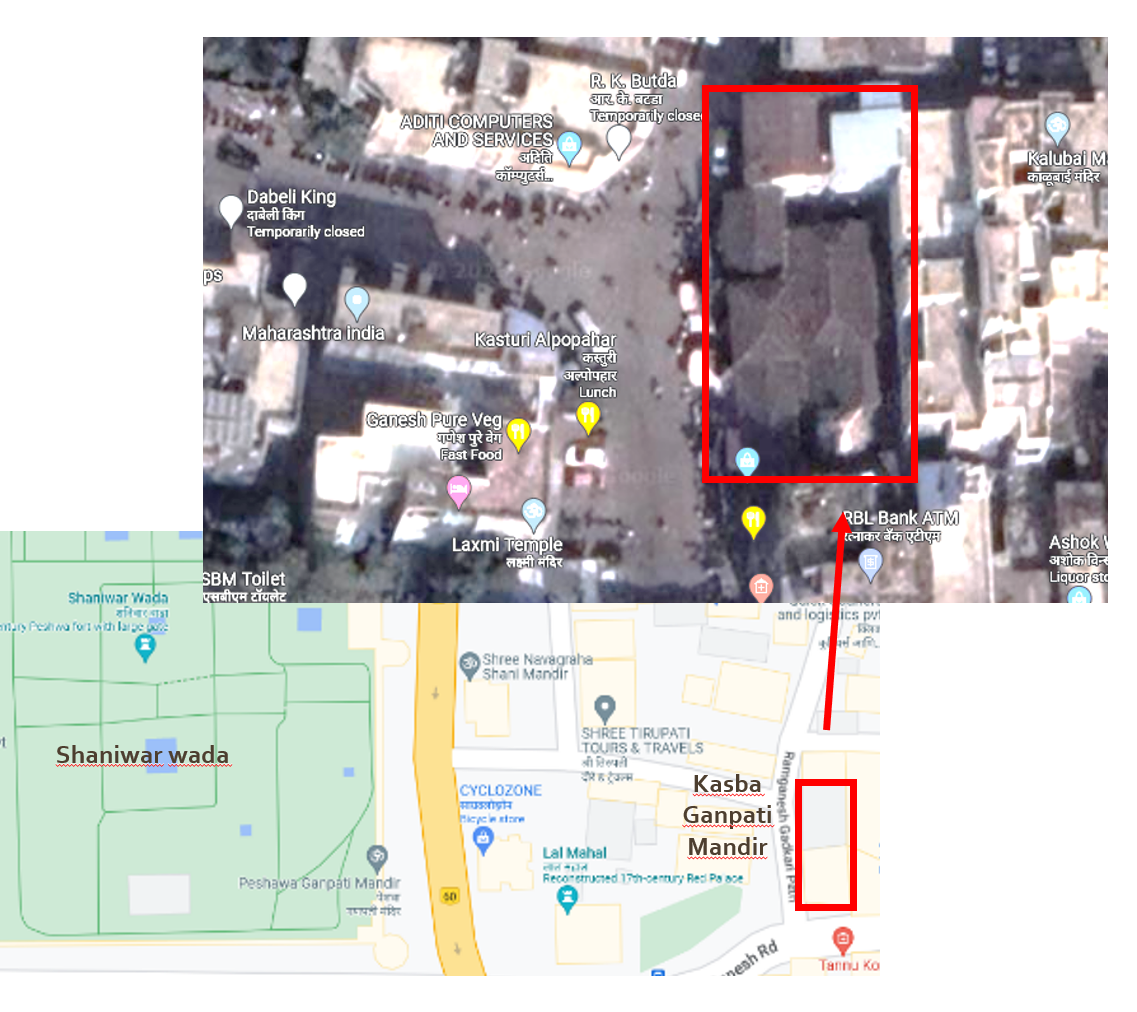 R. K. Butda
आर. के. बटडा
Temporarily close
ADITI COMPUTERS
AND SERVICES
अदिति
कॉम्प्युटर्स...
Kalubai M
काळूबाई मंदिर
Dabeli King
दाबेली किंग
Temporarily closed
ps
Maharashtra india
Kasturi Alpopahar
कस्तुरी
अल्पोपहार
Lunch
Ganesh Pure Veg
गणेश पुरे वेग
Fast Food
Laxmi Temple
लक्ष्मी मंदिर
RBL Bank ATM
रत्नाकर बँक एटीएम
Ashok
अशोक विन्स
Liquor sto
SBM Toilet
एसबीएम टॉयलेट
Shaniwar Wada
शनिवार वाडा
entury Peshwa fort with large gate
and logistics pvt
Shree Navagraha
Shani Mandir
SHREE TIRUPATI
TOURS & TRAVELS
श्री तिरुपती
टूर्स & ट्रॅव्हल्स
Shaniwar wada
Kasba
Ganpati
Mandir
Ramganesh Gadkari Path
CYCLOZONE
सायक्लोझोन
Bicycle store
Lal Mahal
लाल महाल
Reconstructed 17th-century Red Palace
Peshawa Ganpati Mandir
पेशवा
गणपती मंदिर
60
nesh Rd
Tannu Ko